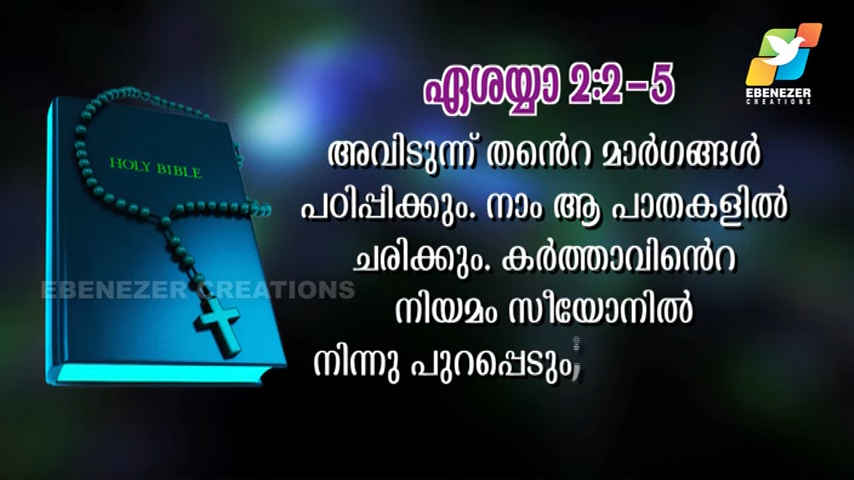 ഏശയ്യാ 2:2-5
EBENEZER
CREATIONS
അവിടുന്ന് തൻെറ മാർഗങ്ങൾ
പഠിപ്പിക്കും. നാം ആ പാതകളിൽ
ചരിക്കും. കർത്താവിൻെറ
നിയമം സീയോനിൽ
നിന്നു പുറപ്പെടും;
HOLY BIBLE
EBENEZER CREATIONS